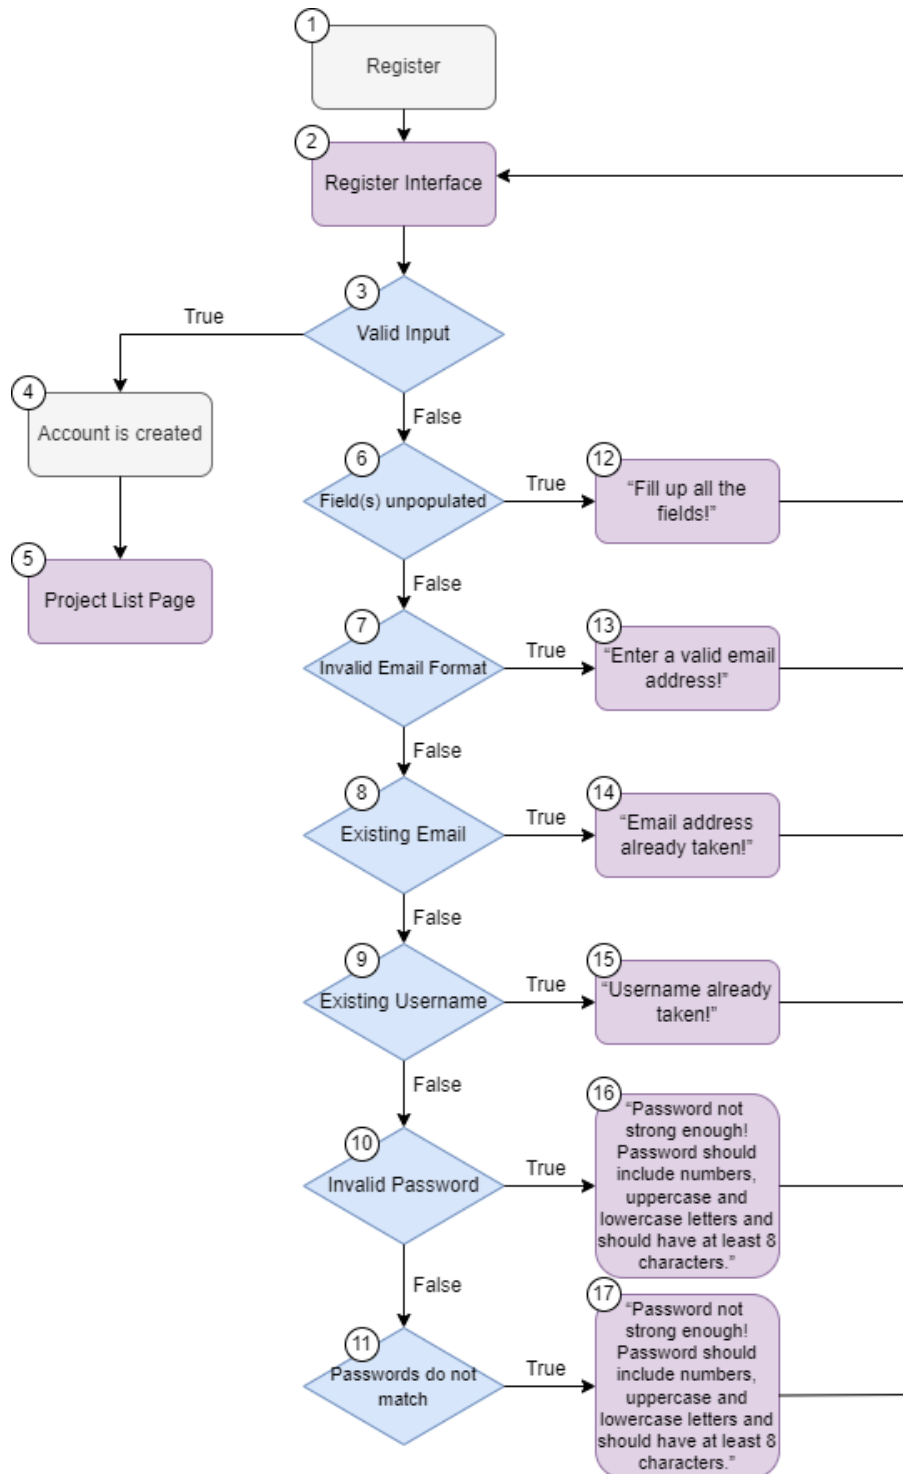 1
Register
2
Register Interface
3
Valid Input
True
False
4
Account is created
5
Project List Page
6
Field(s) unpopulated
True
False
12
“Fill up all the
fields!”
7
Invalid Email Format
True
False
13
“Enter a valid email
address!”
8
Existing Email
True
False
14
“Email address
already taken!”
9
Existing Username
True
False
15
“Username already
taken!”
10
Invalid Password
True
False
16
“Password not
strong enough!
Password should
include numbers,
uppercase and
lowercase letters and
should have at least 8
characters.”
11
Passwords do not
match
True
17
“Password not
strong enough!
Password should
include numbers,
uppercase and
lowercase letters and
should have at least 8
characters.”